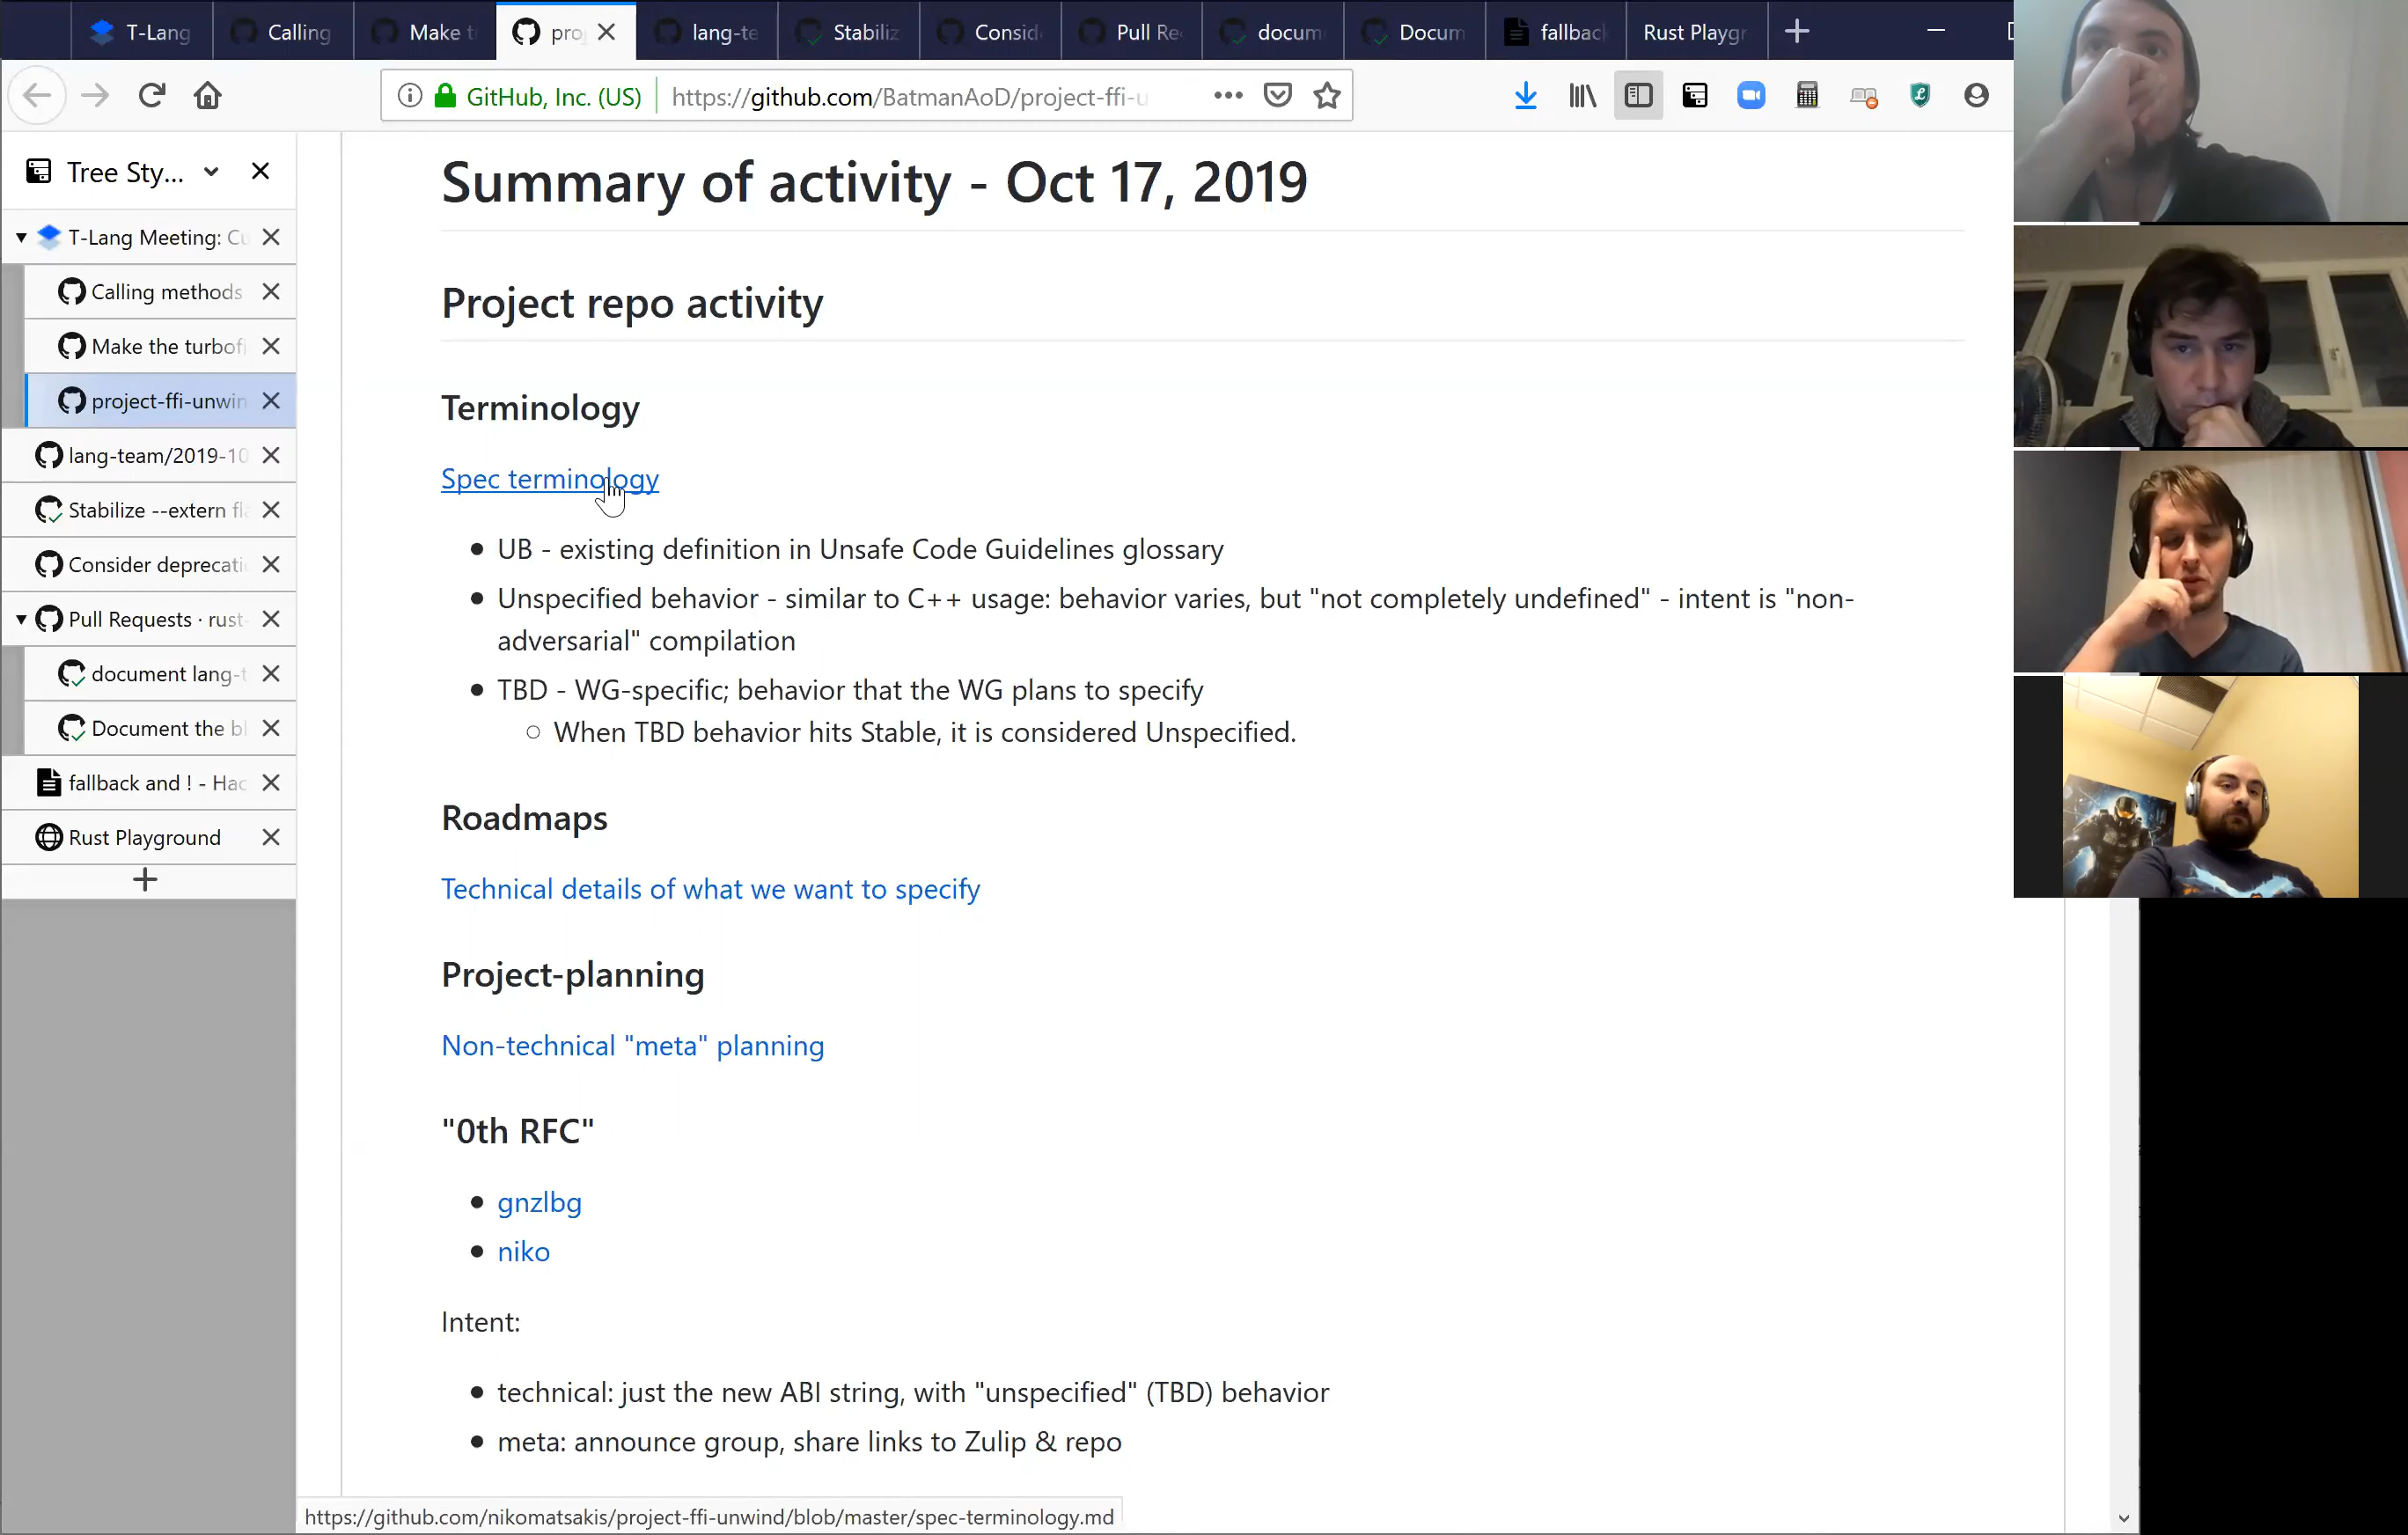 T-Lang
Calling
Make t
pro
lang-te
Stabiliz
Consid
Pull Re
docum
Docum
fallbac
Rust Playgr
GitHub, Inc. (US)
https://github.com/BatmanAoD/project-ffi-u
Tree Sty...
T-Lang Meeting: Cu
Calling methods
Make the turbofi
project-ffi-unwin
lang-team/2019-10
Stabilize --extern fla
Consider deprecati
Pull Requests · rust-
document lang-t
Document the bl
fallback and ! - Hac
Rust Playground
Summary of activity - Oct 17, 2019
Project repo activity
Terminology
Spec terminology
• UB - existing definition in Unsafe Code Guidelines glossary
• Unspecified behavior - similar to C++ usage: behavior varies, but "not completely undefined" - intent is "non-
adversarial" compilation
• TBD - WG-specific; behavior that the WG plans to specify
○ When TBD behavior hits Stable, it is considered Unspecified.
Roadmaps
Technical details of what we want to specify
Project-planning
Non-technical "meta" planning
"0th RFC"
• gnzlbg
• niko
Intent:
• technical: just the new ABI string, with "unspecified" (TBD) behavior
• meta: announce group, share links to Zulip & repo
https://github.com/nikomatsakis/project-ffi-unwind/blob/master/spec-terminology.md